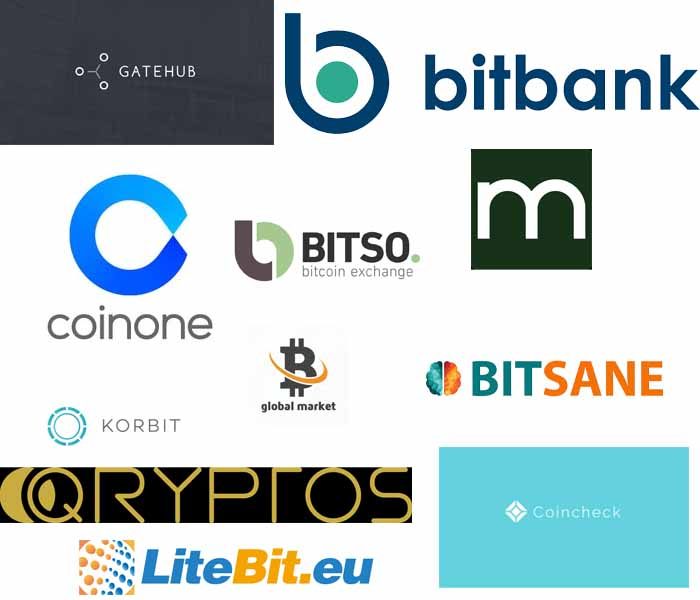 GATEHUB
bitbank
m
coinone
BITSO.
bitcoin exchange
B
global market
BITSANE
KORBIT
QRYPTOS
Coincheck
LiteBit.eu